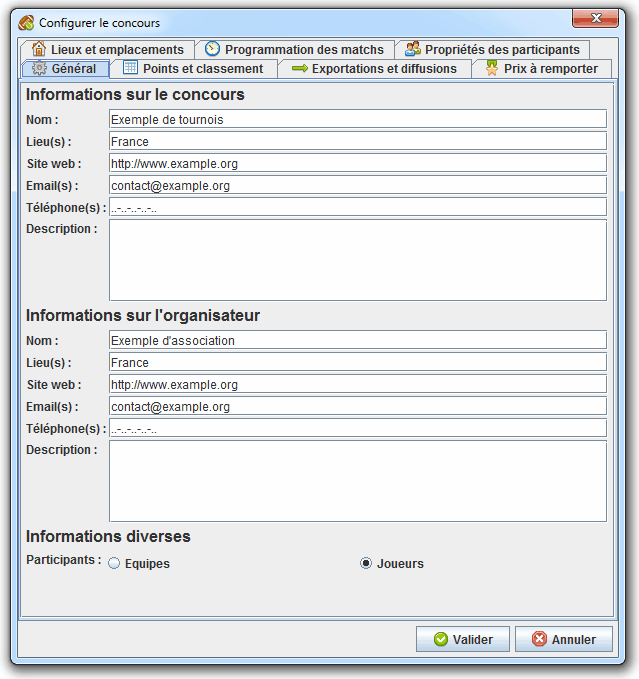 Configurer le concours
Lieux et emplacements Programmation des matchs Propriétés des participants
Général Points et classement Exportations et diffusions Prix à remporter
Informations sur le concours
Nom : Exemple de tournois
Lieu(s) : France
Site web : http://www.example.org
Email(s) : contact@example.org
Téléphone(s) : ..-..-..-..-..
Description :
Informations sur l'organisateur
Nom : Exemple d'association
Lieu(s) : France
Site web : http://www.example.org
Email(s) : contact@example.org
Téléphone(s) : ..-..-..-..-..
Description :
Informations diverses
Participants : Equipes Joueurs
Valider Annuler